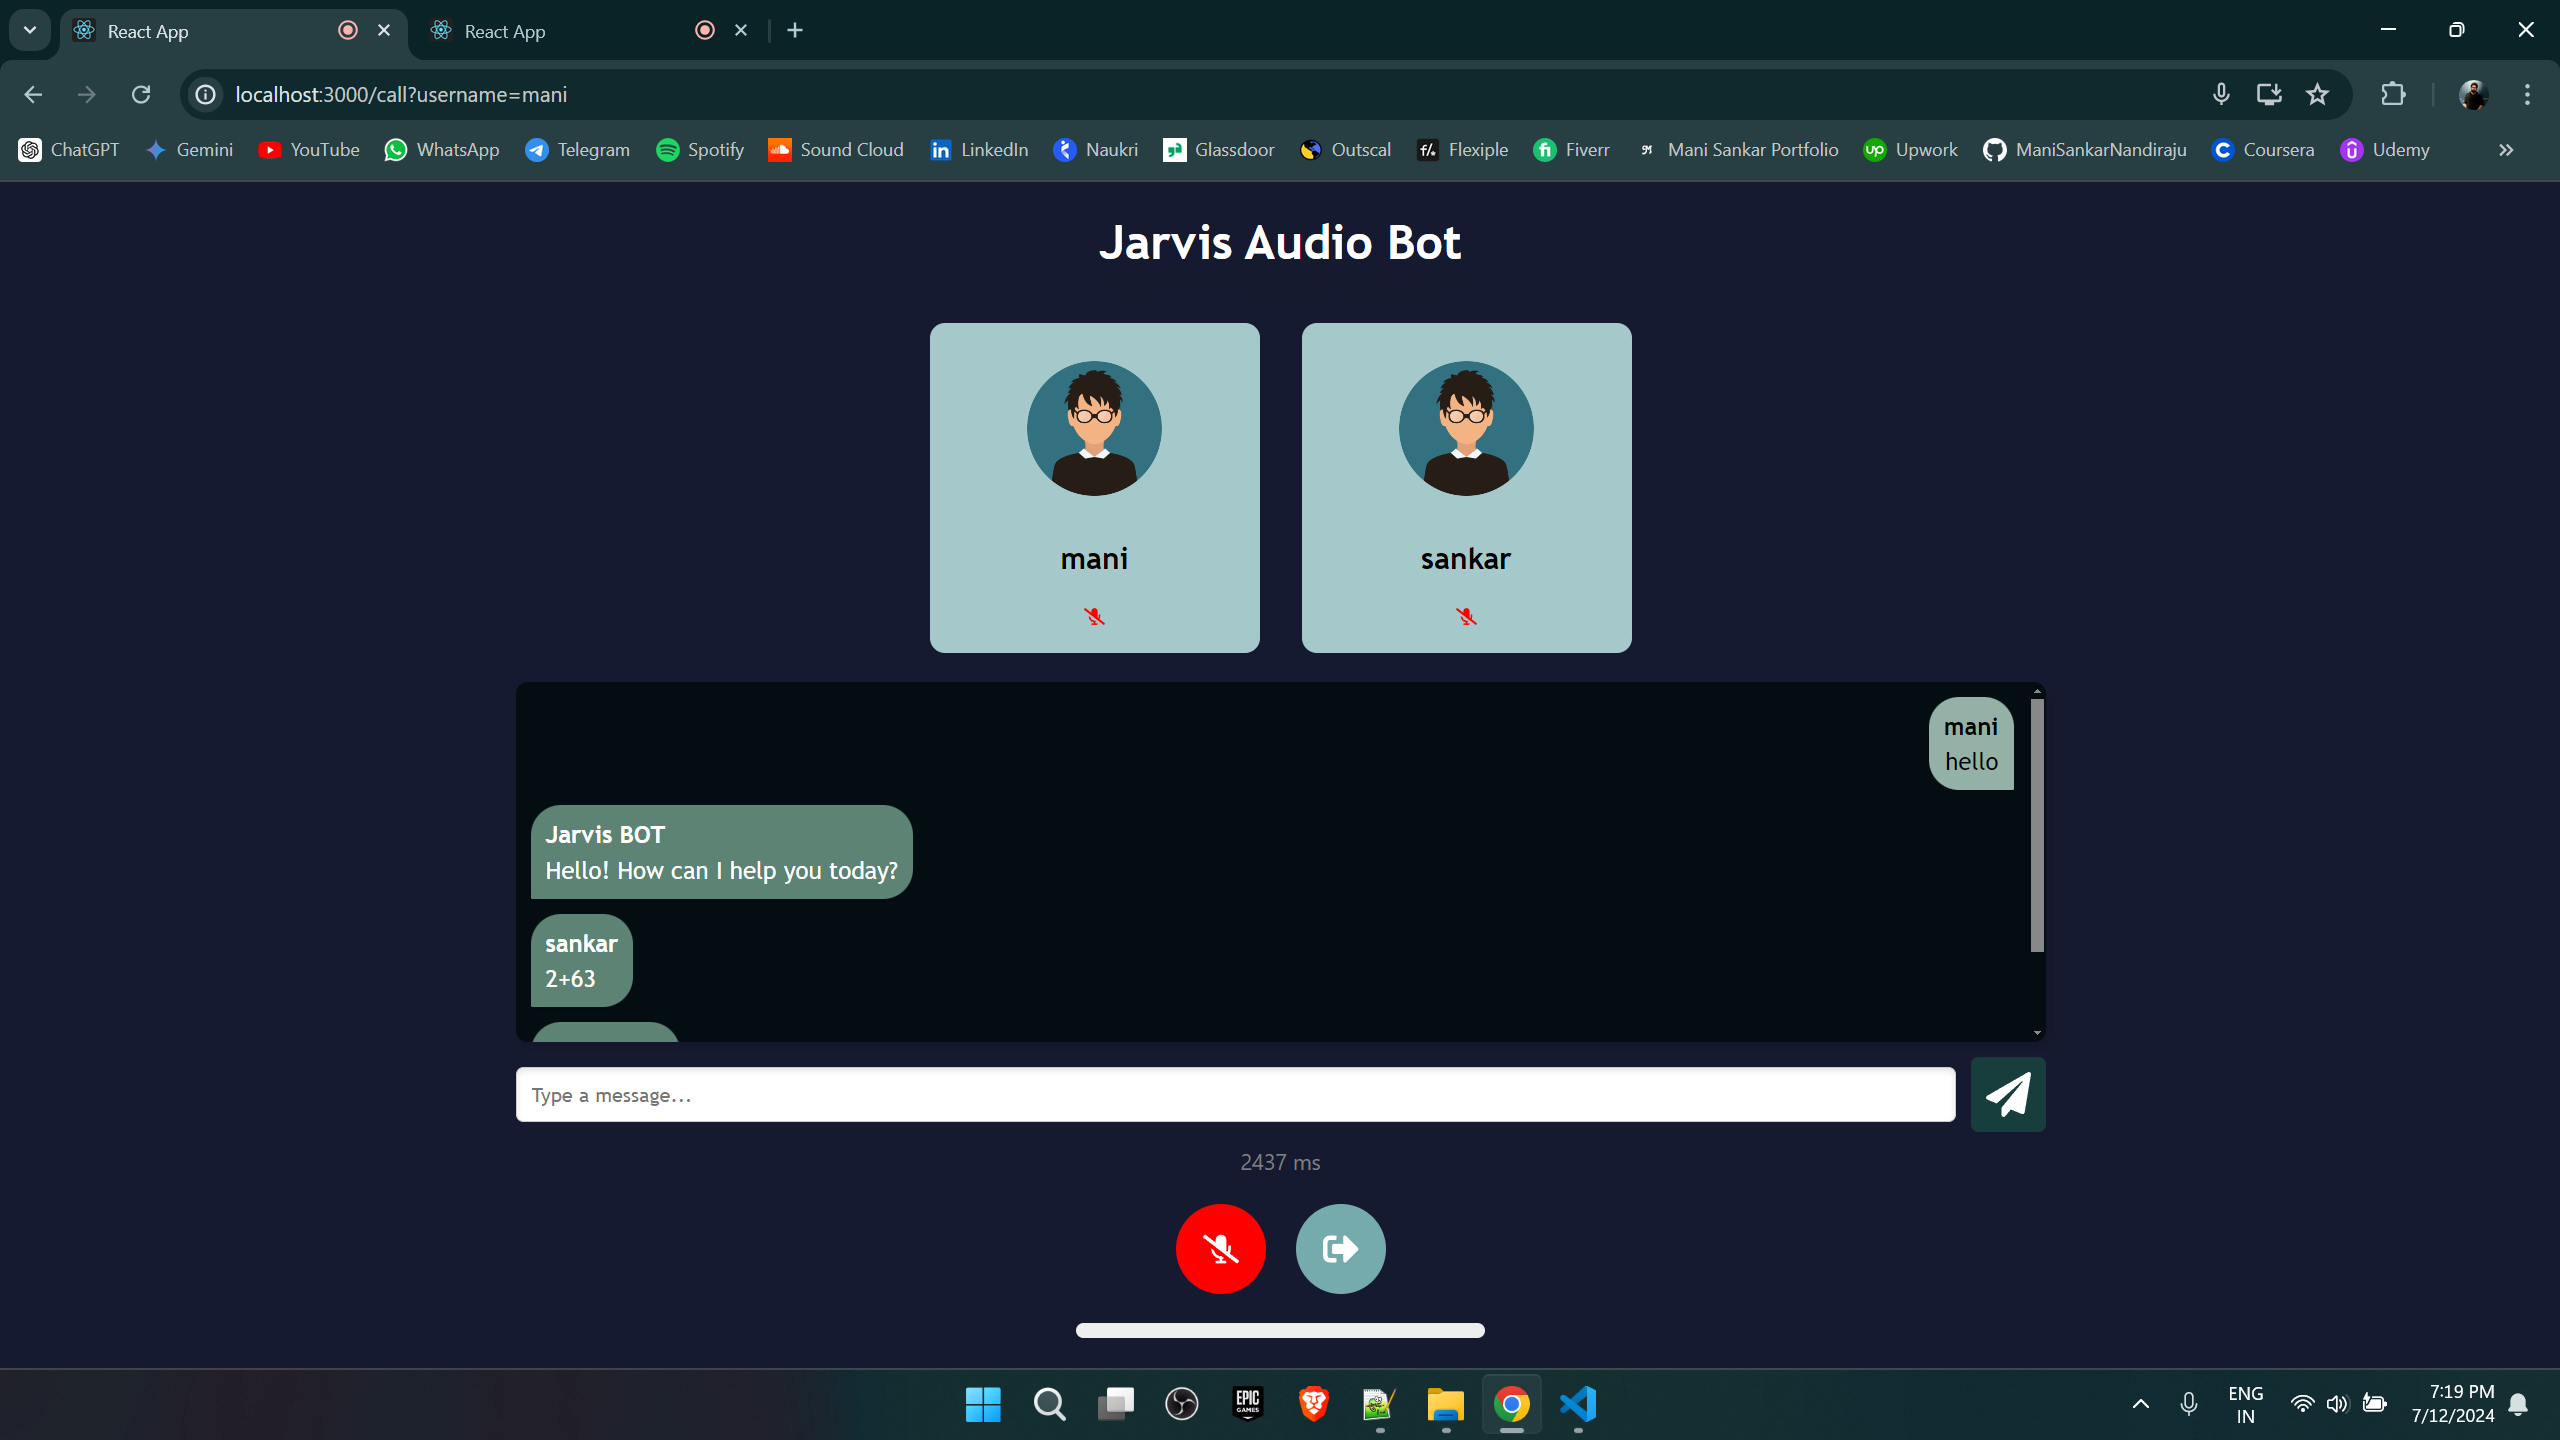 React App
React App
localhost:3000/call?username=mani
ChatGPT
Gemini
YouTube
WhatsApp
Telegram
Spotify
Sound Cloud
LinkedIn
Naukri
Glassdoor
Outscal
Flexiple
Fiverr
Mani Sankar Portfolio
Upwork
ManiSankarNandiraju
Coursera
Udemy
Jarvis Audio Bot
mani
sankar
mani
hello
Jarvis BOT
Hello! How can I help you today?
sankar
2+63
Type a message...
2437 ms
EPIC
GAMES
ENG
IN
7:19 PM
7/12/2024